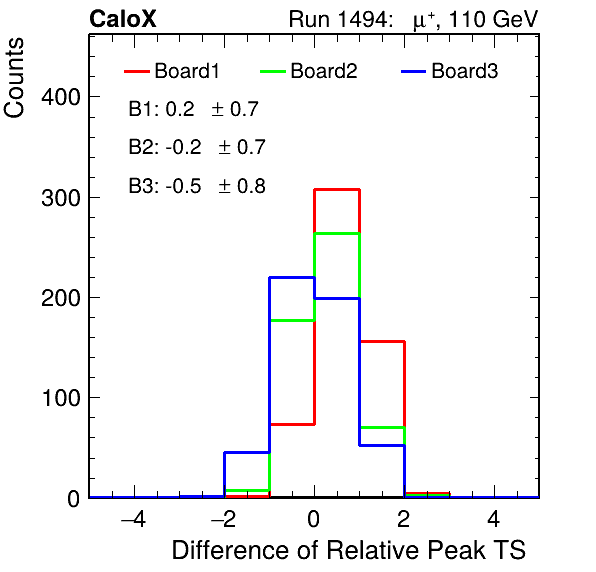 CaloX Run 1494: μ⁺, 110 GeV
Counts
Board1 Board2 Board3
B1: 0.2 ± 0.7
B2: -0.2 ± 0.7
B3: -0.5 ± 0.8
400
300
200
100
0
−4 −2 0 2 4
Difference of Relative Peak TS